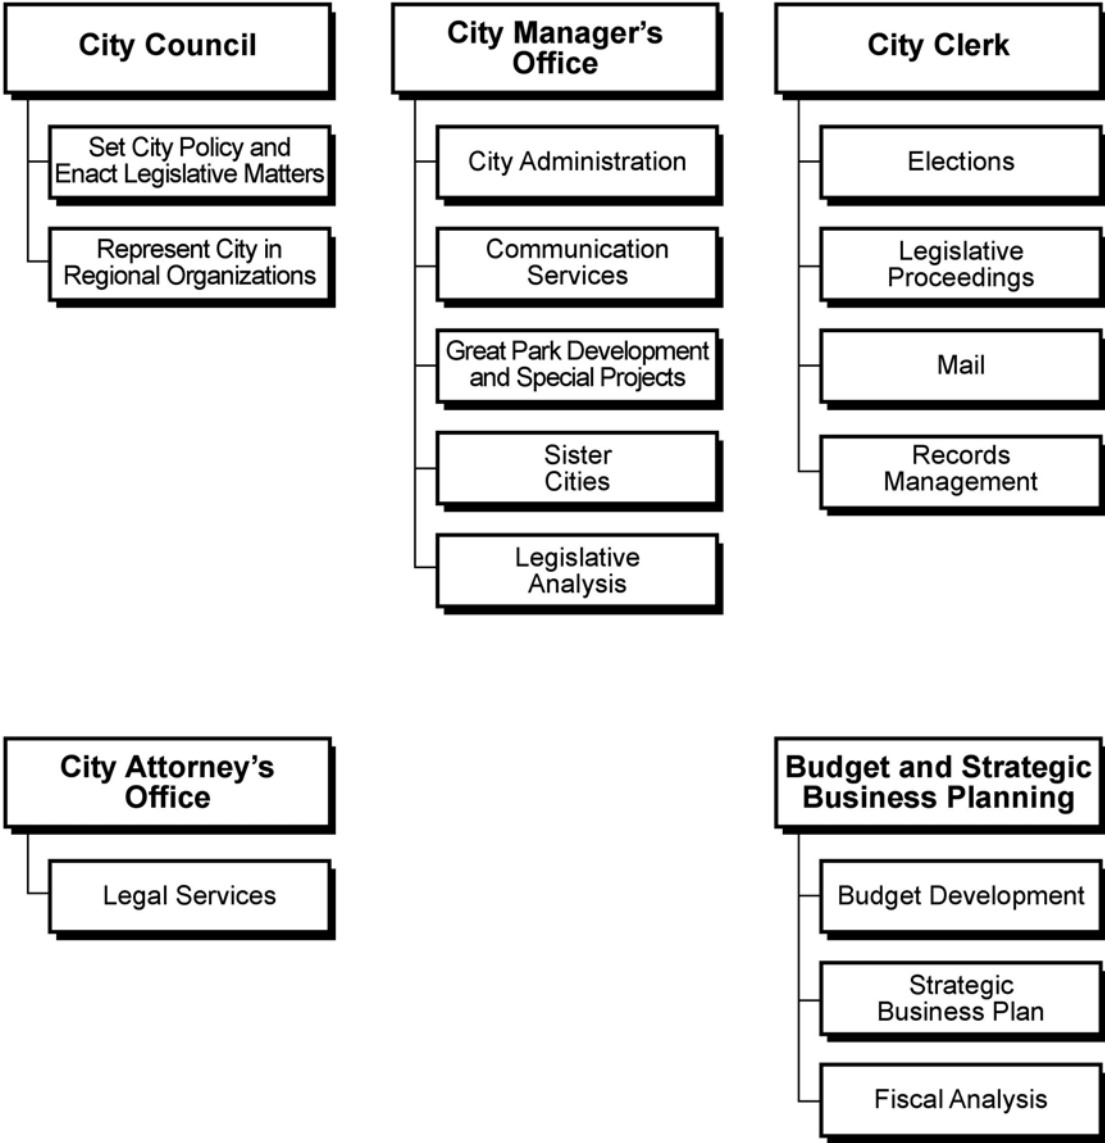 City Council
Set City Policy and
Enact Legislative Matters
Represent City in
Regional Organizations
City Manager’s
Office
City Administration
Communication
Services
Great Park Development
and Special Projects
Sister
Cities
Legislative
Analysis
City Clerk
Elections
Legislative
Proceedings
Mail
Records
Management
City Attorney’s
Office
Legal Services
Budget and Strategic
Business Planning
Budget Development
Strategic
Business Plan
Fiscal Analysis